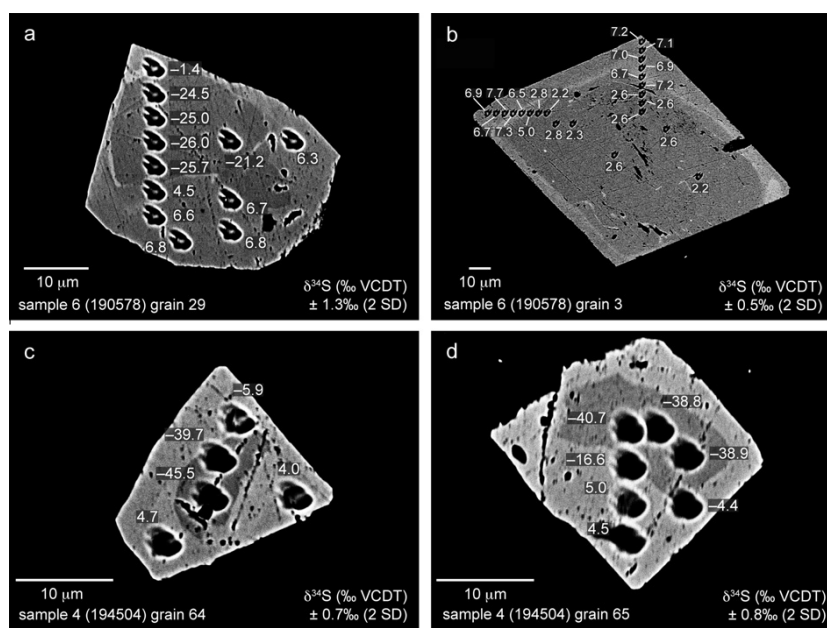 a
–1.4
–24.5
–25.0
–26.0
–25.7
4.5
6.6
6.8
–21.2
6.3
6.7
6.8
10 μm
δ³⁴S (‰ VCDT)
sample 6 (190578) grain 29
± 1.3‰ (2 SD)
b
7.2
7.1
7.0
6.9
6.7
7.2
2.6
2.6
2.6
6.9 7.7 6.5 2.8 2.2
6.7 7.3 5.0
2.8 2.3
2.6
2.6
2.2
10 μm
δ³⁴S (‰ VCDT)
sample 6 (190578) grain 3
± 0.5‰ (2 SD)
c
–5.9
–39.7
–45.5
4.0
4.7
10 μm
δ³⁴S (‰ VCDT)
sample 4 (194504) grain 64
± 0.7‰ (2 SD)
d
–38.8
–40.7
–38.9
–16.6
5.0
–4.4
4.5
10 μm
δ³⁴S (‰ VCDT)
sample 4 (194504) grain 65
± 0.8‰ (2 SD)